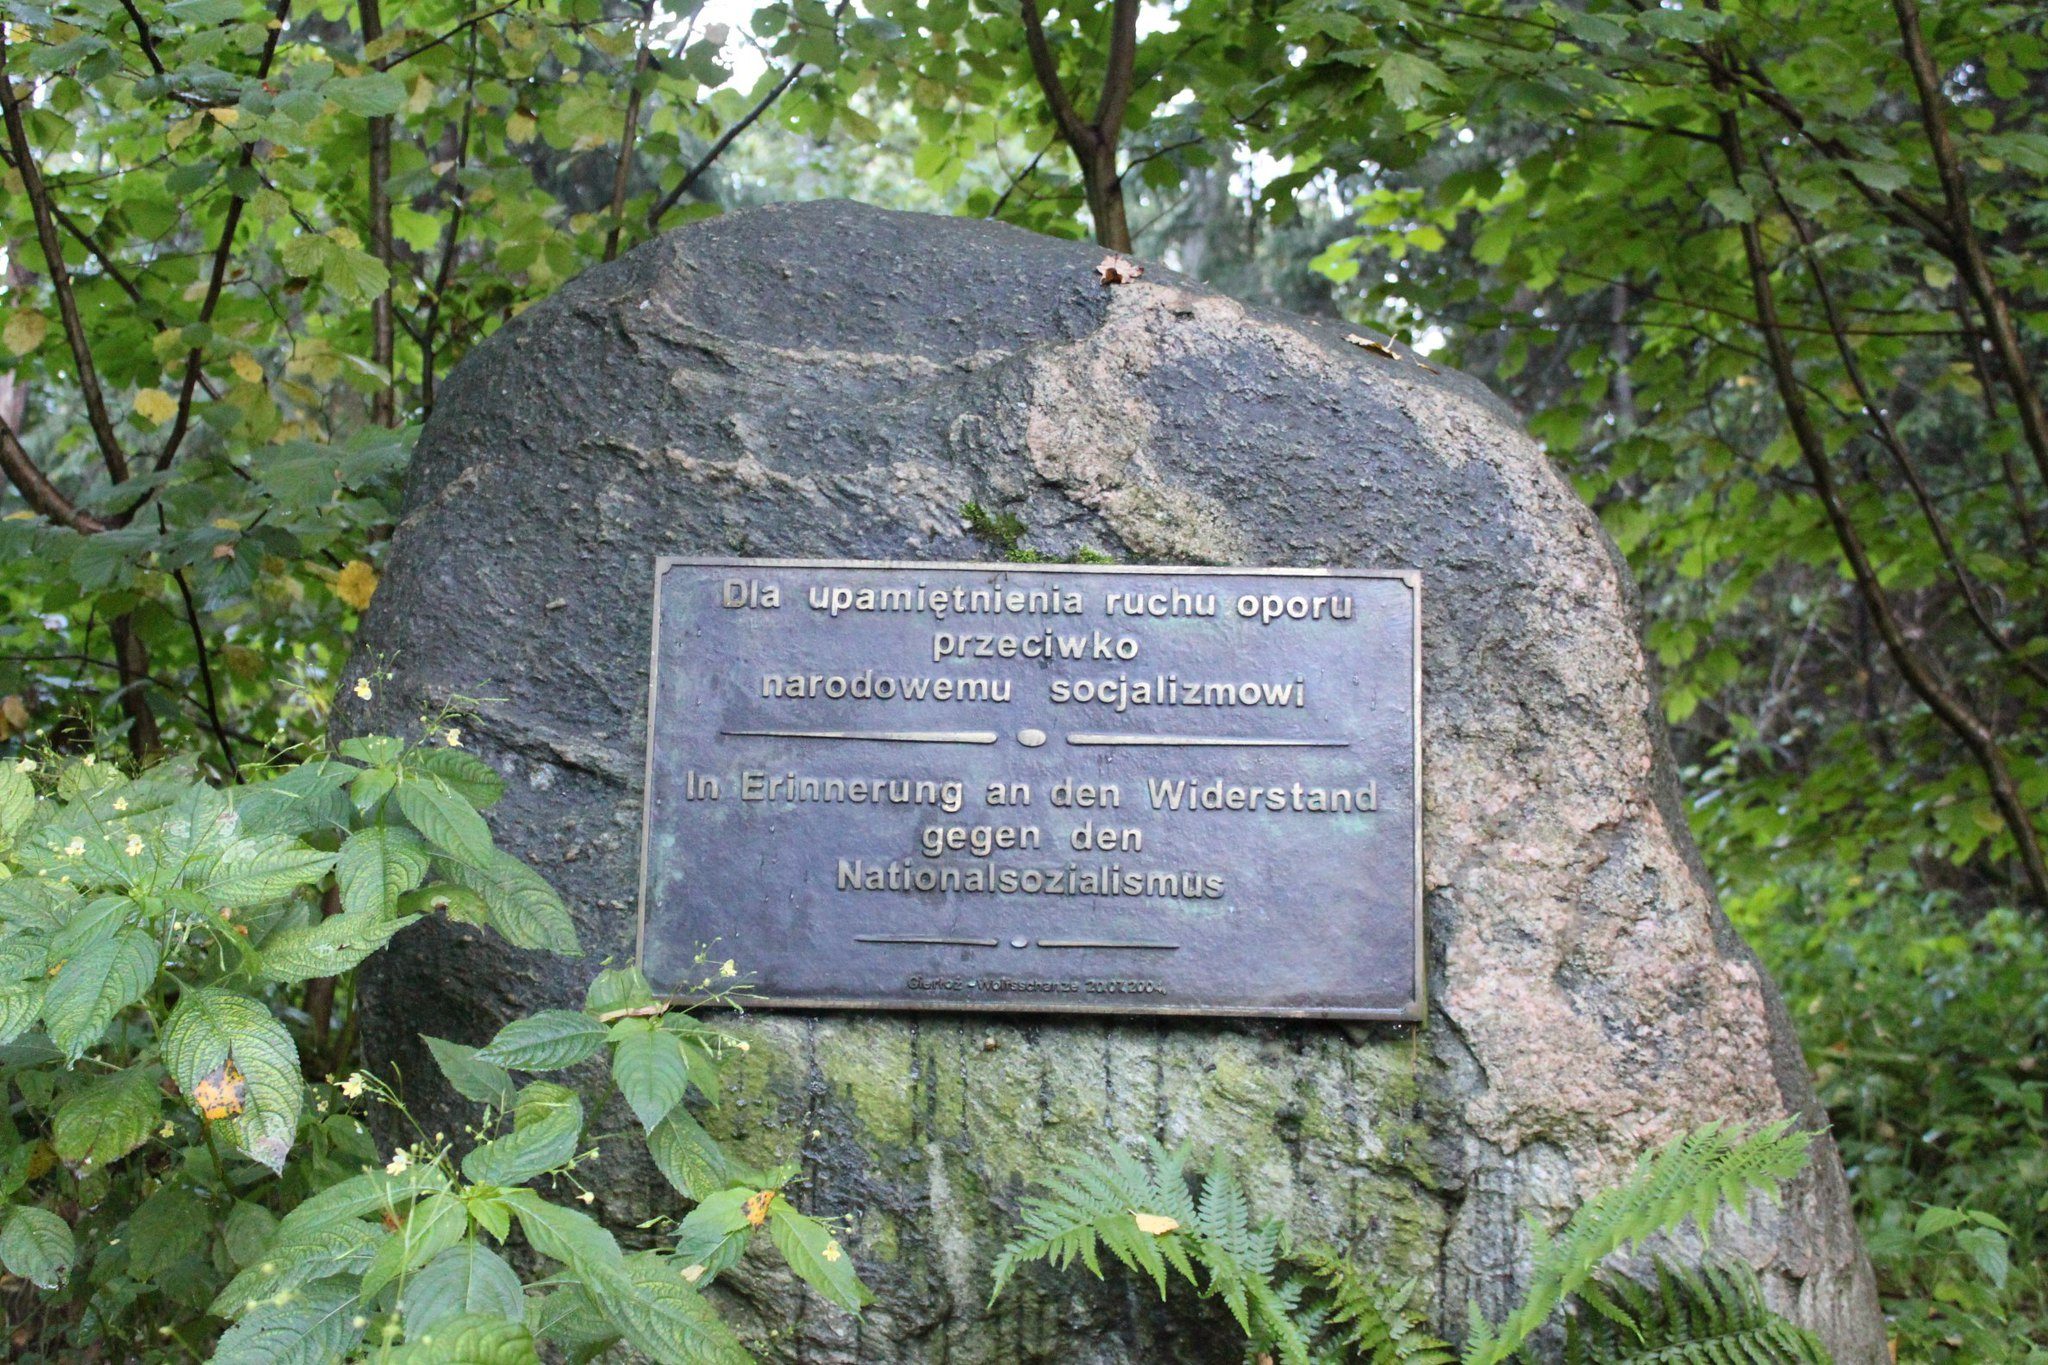 Dla upamiętnienia ruchu oporu
przeciwko
narodowemu socjalizmowi
In Erinnerung an den Widerstand
gegen den
Nationalsozialismus
Gierłoż - Wolfsschanze 20.07.2004